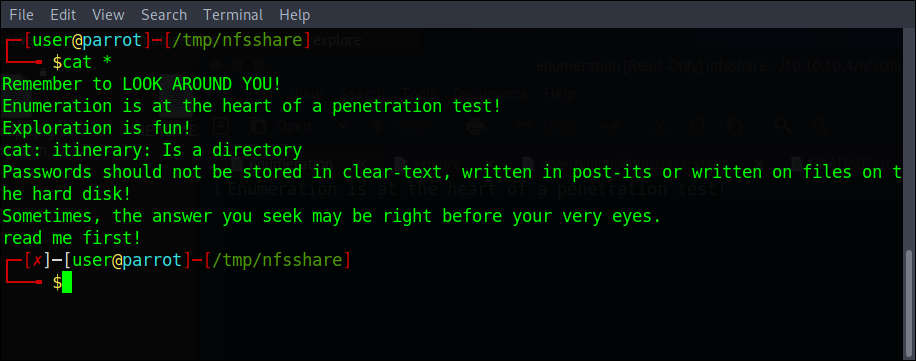 File Edit View Search Terminal Help
┌─[user@parrot]─[/tmp/nfsshare]
└──╼ $cat *
Remember to LOOK AROUND YOU!
Enumeration is at the heart of a penetration test!
Exploration is fun!
cat: itinerary: Is a directory
Passwords should not be stored in clear-text, written in post-its or written on files on t
he hard disk!
Sometimes, the answer you seek may be right before your very eyes.
read me first!
┌─[✗]─[user@parrot]─[/tmp/nfsshare]
└──╼ $